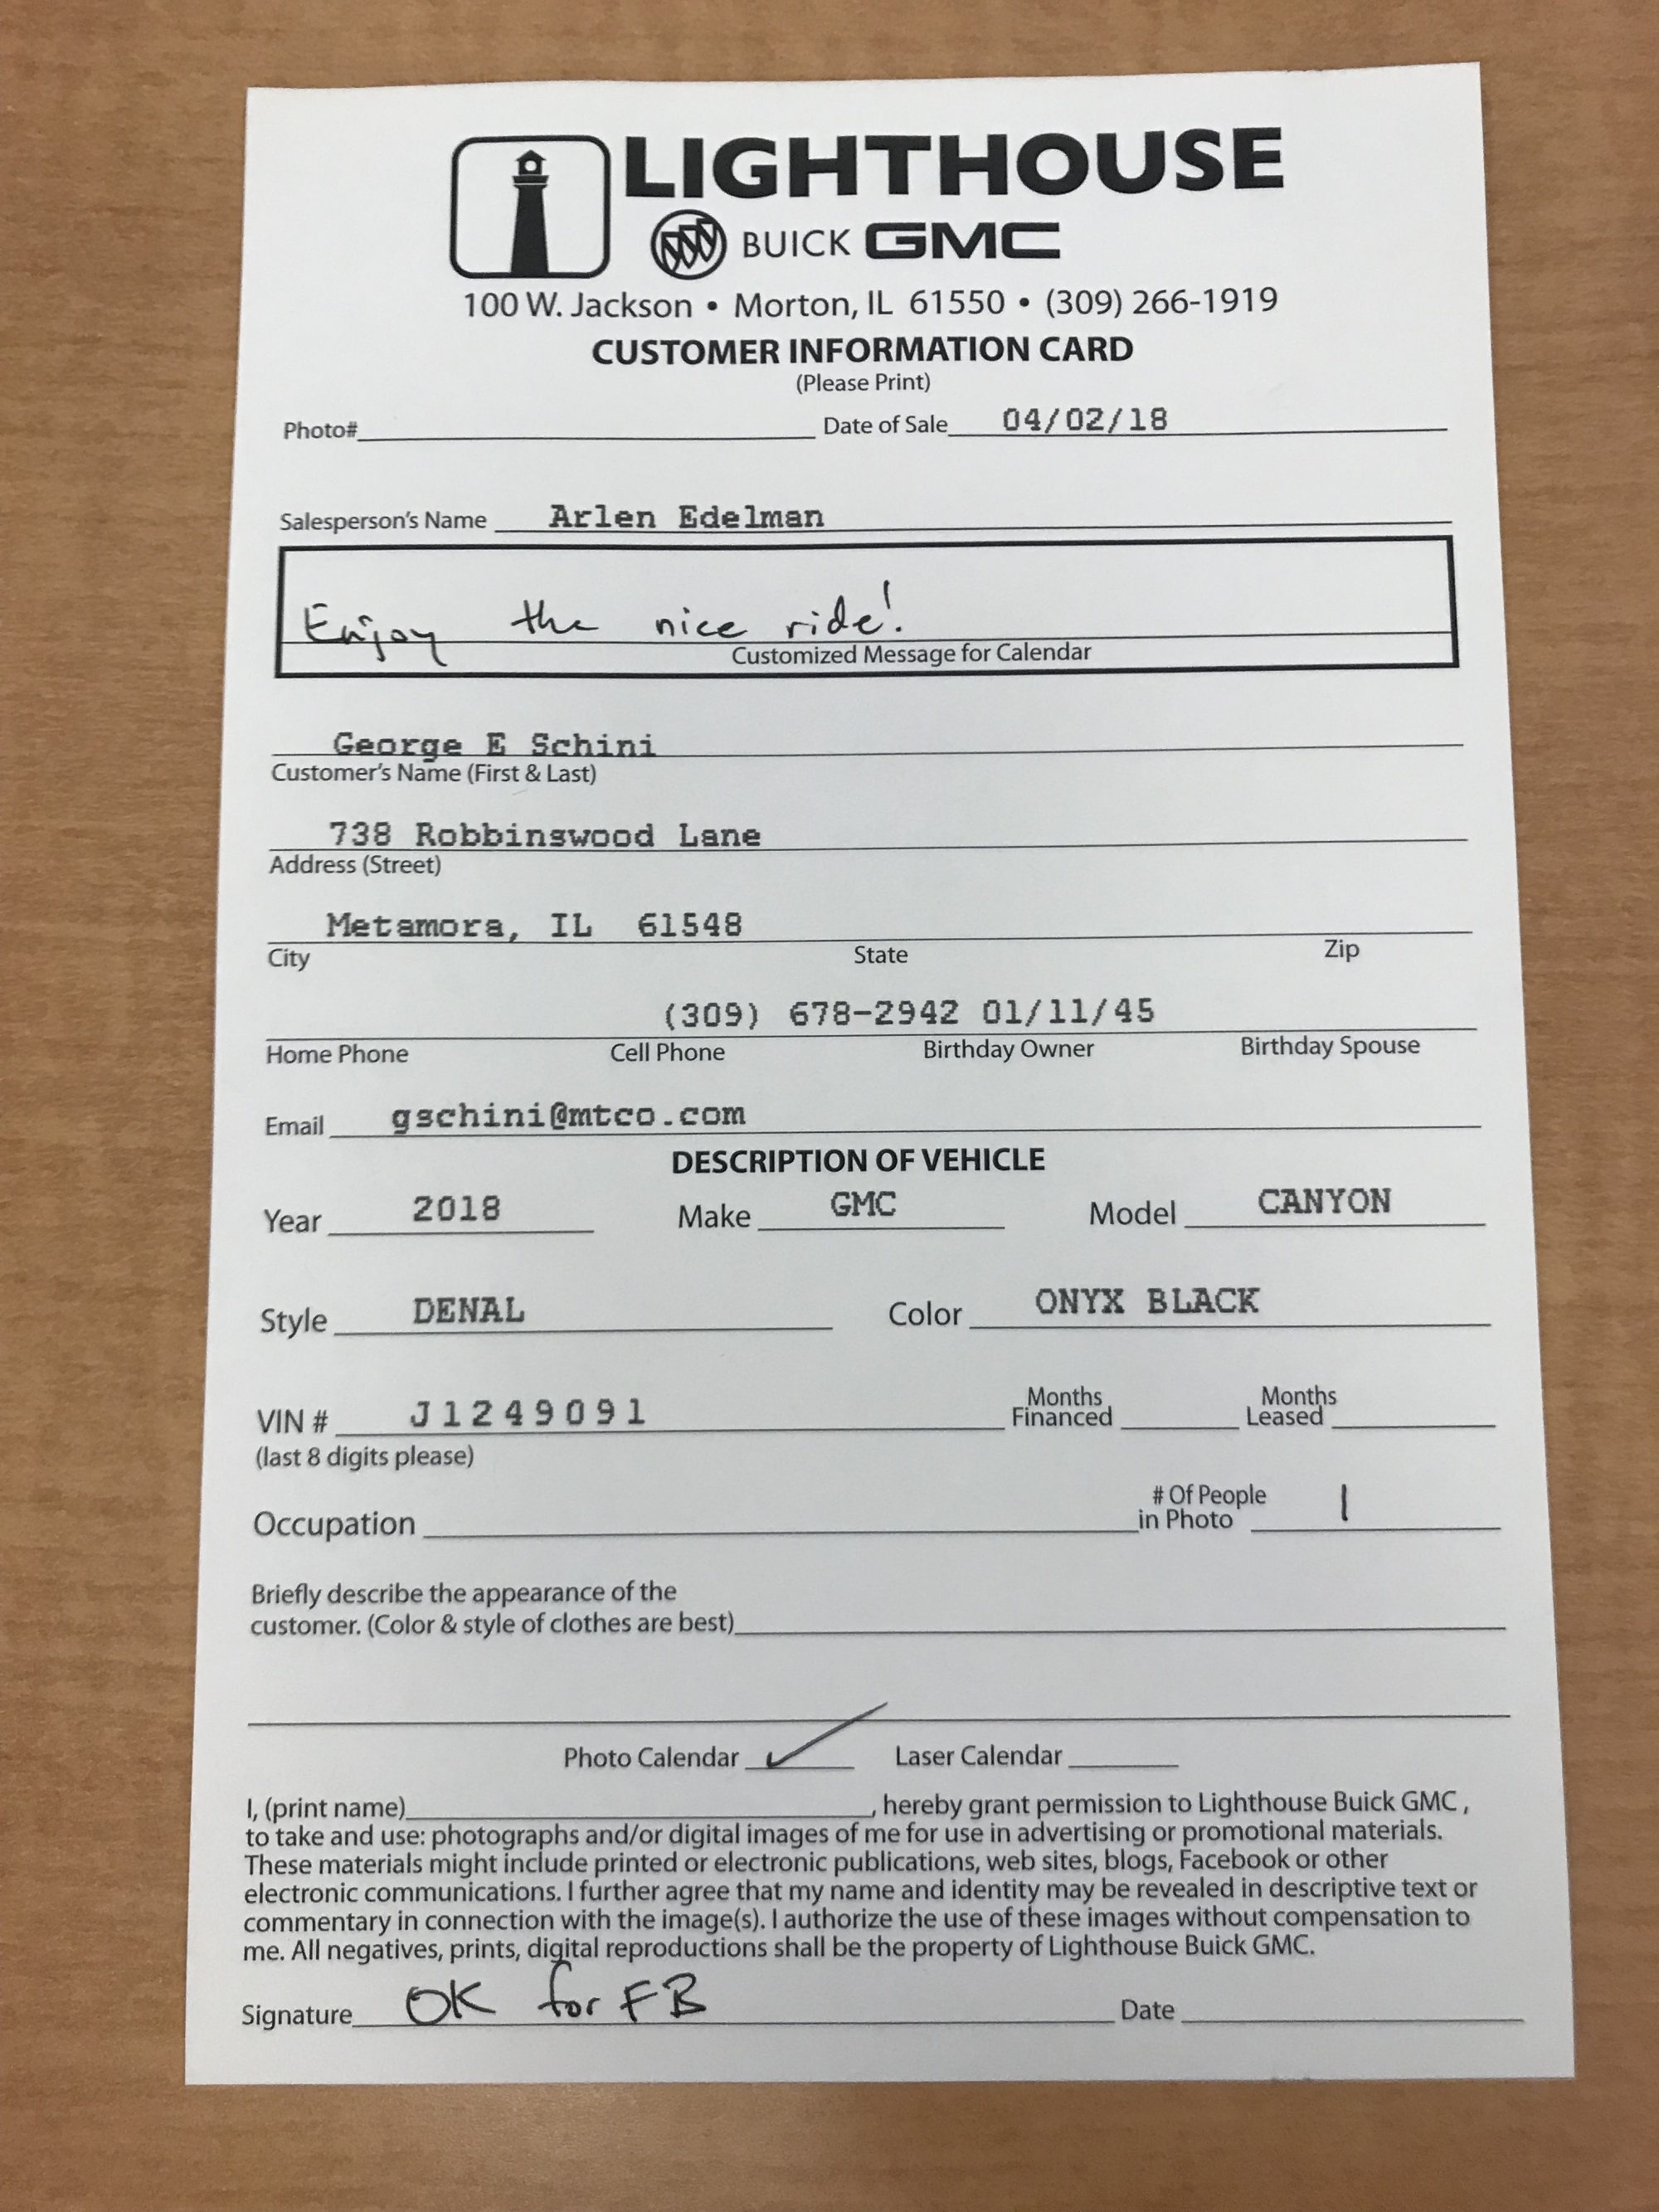 LIGHTHOUSE
BUICK GMC
100 W. Jackson • Morton, IL 61550 • (309) 266-1919
CUSTOMER INFORMATION CARD
(Please Print)
Photo# Date of Sale 04/02/18
Salesperson's Name Arlen Edelman
Enjoy the nice ride!
Customized Message for Calendar
George E Schini
Customer's Name (First & Last)
738 Robbinswood Lane
Address (Street)
Metamora, IL 61548
City State Zip
(309) 678-2942 01/11/45
Home Phone Cell Phone Birthday Owner Birthday Spouse
Email gschini@mtco.com
DESCRIPTION OF VEHICLE
Year 2018 Make GMC Model CANYON
Style DENAL Color ONYX BLACK
VIN # J1249091 Months Financed Months Leased
(last 8 digits please)
Occupation # Of People in Photo 1
Briefly describe the appearance of the
customer. (Color & style of clothes are best)
Photo Calendar ✓ Laser Calendar
I, (print name) , hereby grant permission to Lighthouse Buick GMC ,
to take and use: photographs and/or digital images of me for use in advertising or promotional materials.
These materials might include printed or electronic publications, web sites, blogs, Facebook or other
electronic communications. I further agree that my name and identity may be revealed in descriptive text or
commentary in connection with the image(s). I authorize the use of these images without compensation to
me. All negatives, prints, digital reproductions shall be the property of Lighthouse Buick GMC.
Signature OK for FB Date